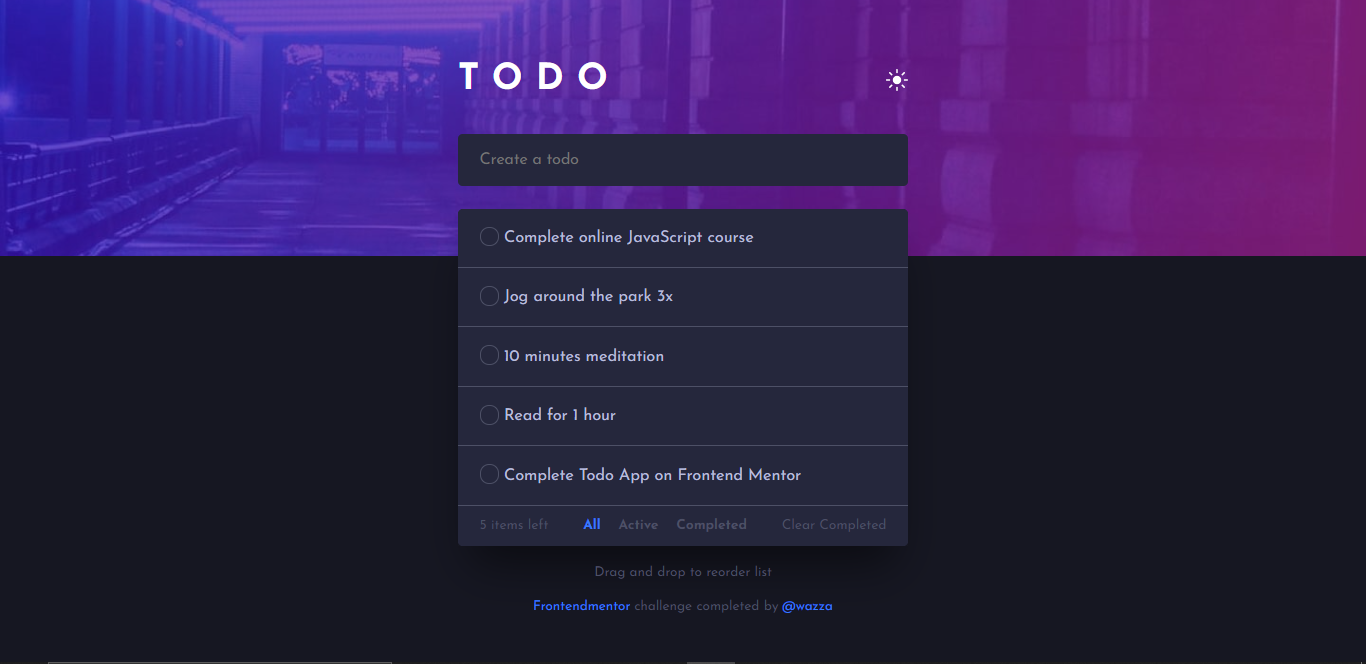 TODO
Create a todo
Complete online JavaScript course
Jog around the park 3x
10 minutes meditation
Read for 1 hour
Complete Todo App on Frontend Mentor
5 items left All Active Completed Clear Completed
Drag and drop to reorder list
Frontendmentor challenge completed by @wazza